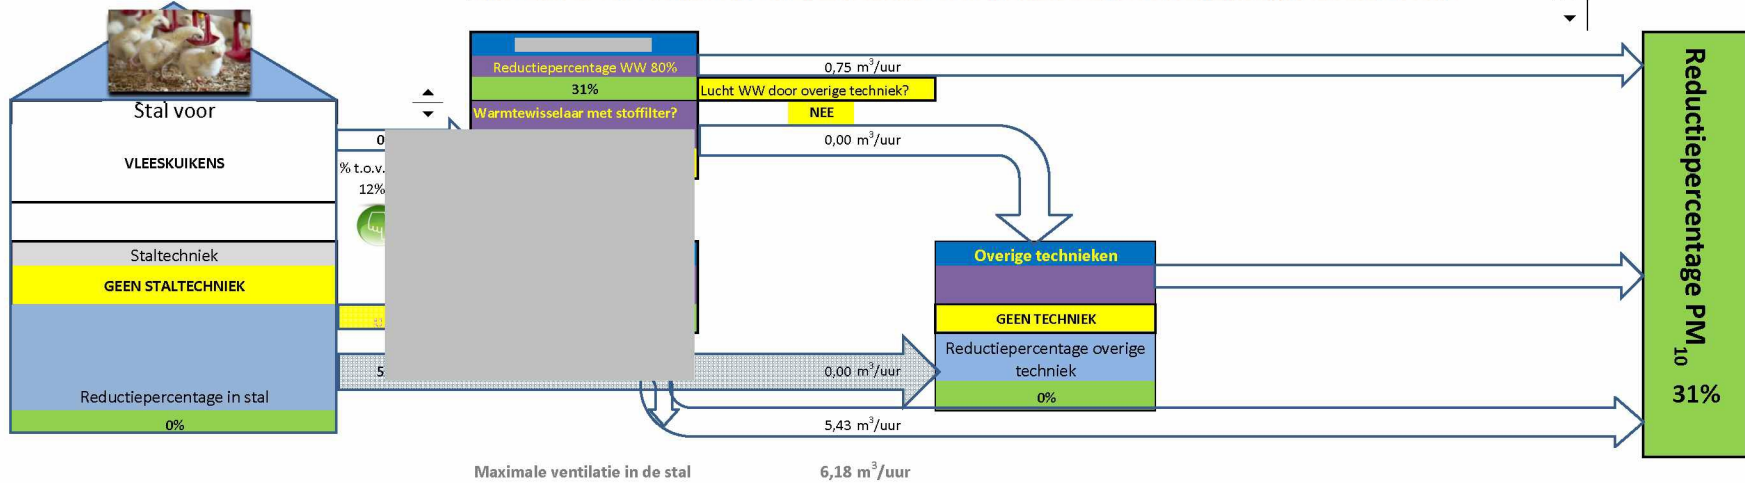 Stal voor
VLEESKUIKENS
Staltechniek
GEEN STALTECHNIEK
Reductiepercentage in stal
0%
0
% t.o.v.
12%
5
Reductiepercentage WW 80%
31%
Warmtewisselaar met stoffilter?
0,75 m³/uur
Lucht WW door overige techniek?
NEE
0,00 m³/uur
Overige technieken
GEEN TECHNIEK
Reductiepercentage overige
techniek
0%
0,00 m³/uur
5,43 m³/uur
Maximale ventilatie in de stal 6,18 m³/uur
Reductiepercentage PM₁₀
31%